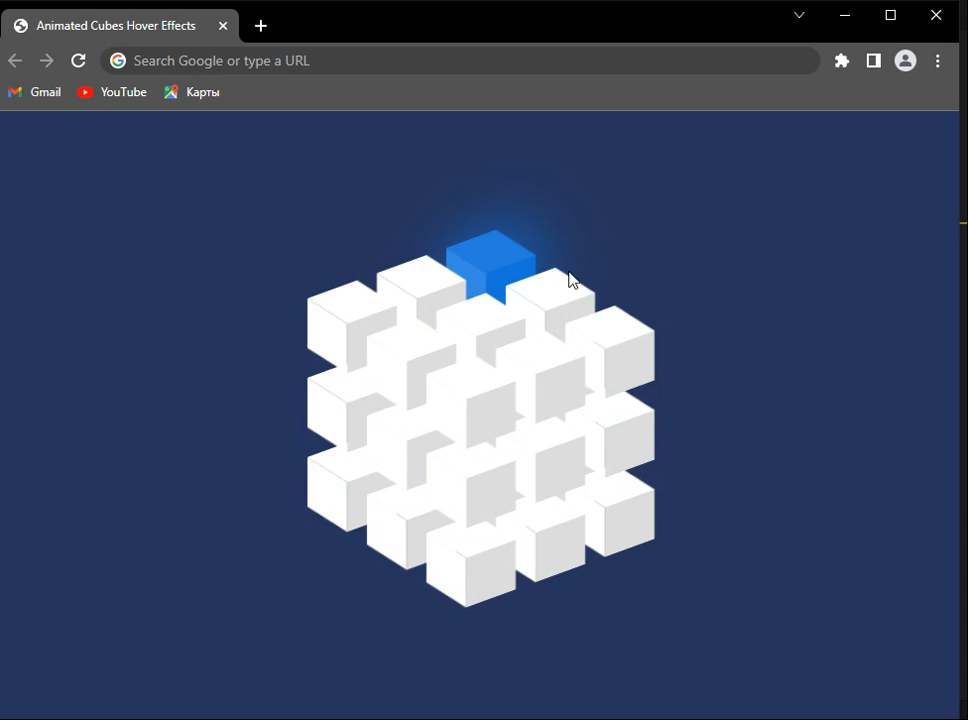 Animated Cubes Hover Effects
Search Google or type a URL
Gmail YouTube Карты